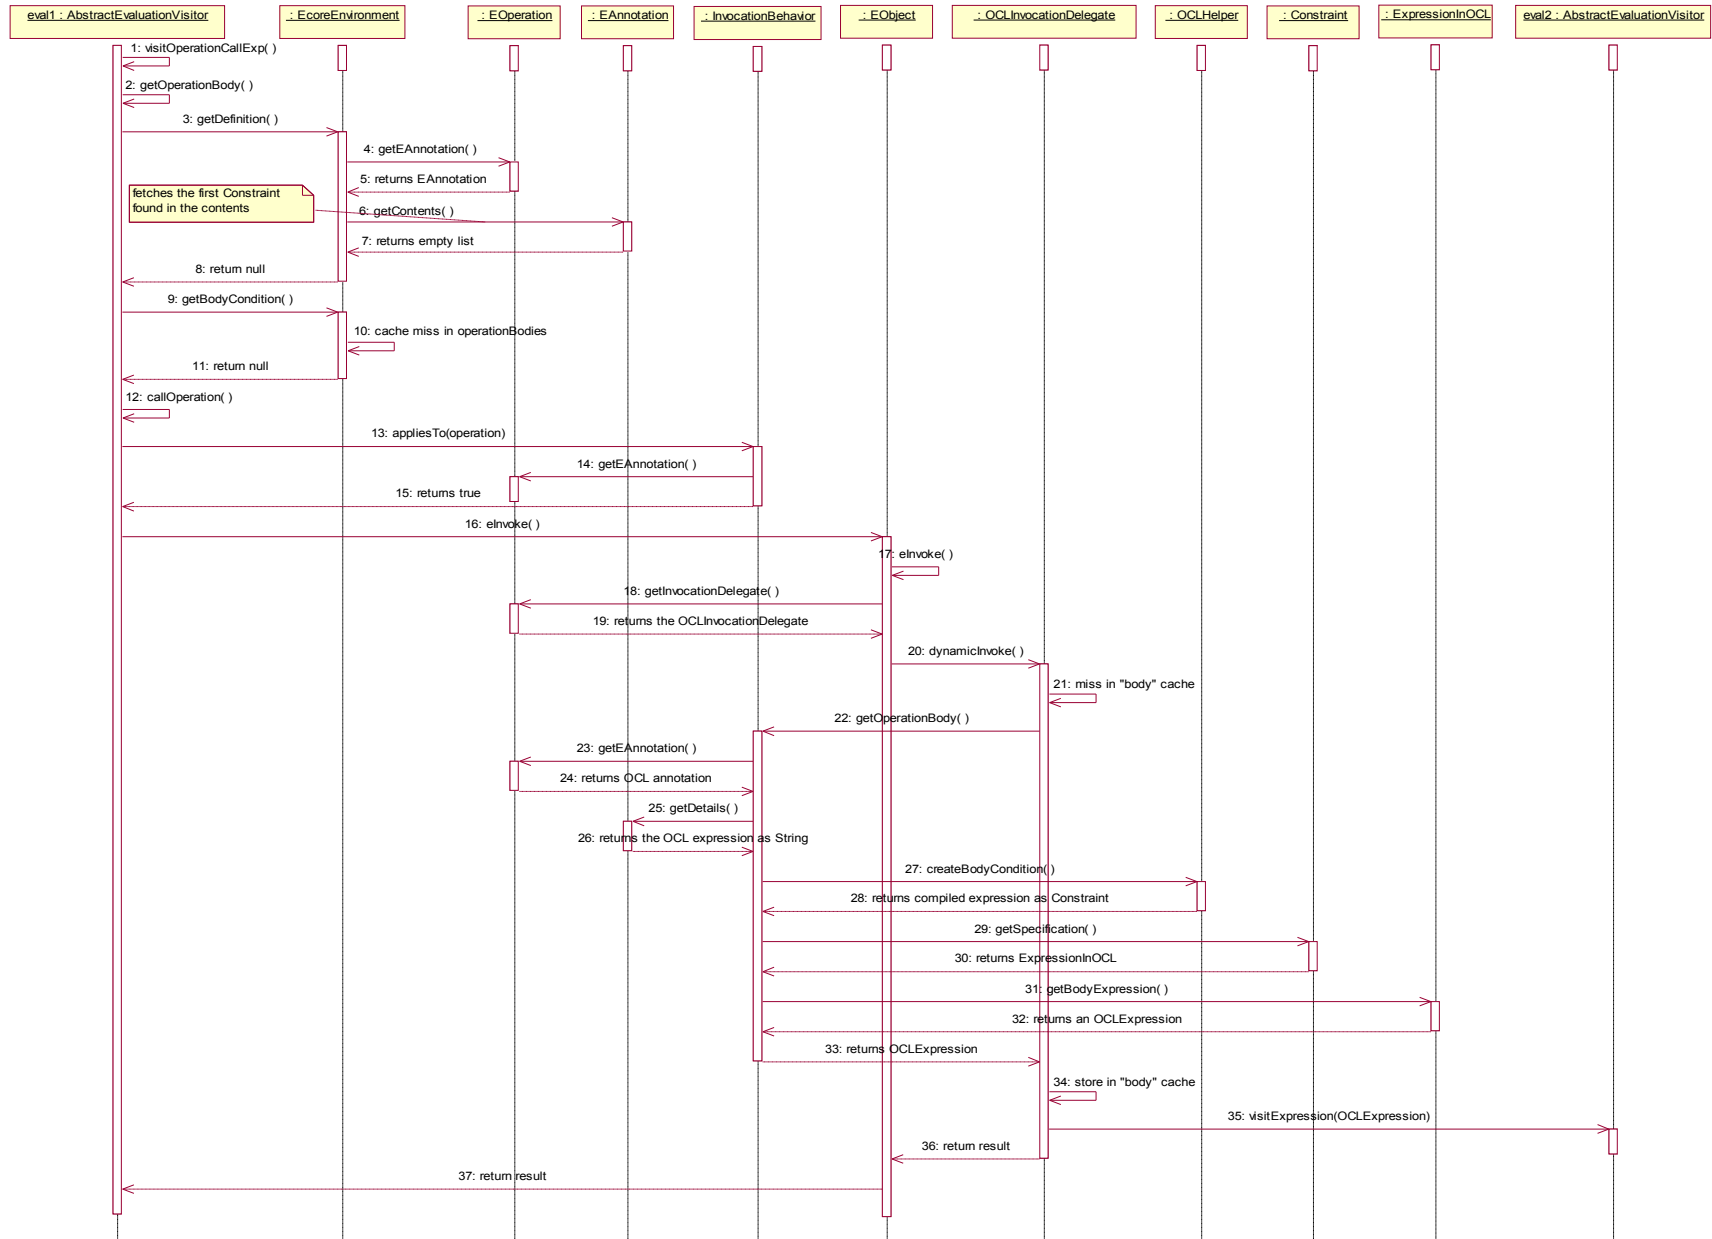 eval1 : AbstractEvaluationVisitor
: EcoreEnvironment
: EOperation
: EAnnotation
: InvocationBehavior
: EObject
: OCLInvocationDelegate
: OCLHelper
: Constraint
: ExpressionInOCL
eval2 : AbstractEvaluationVisitor
1: visitOperationCallExp( )
2: getOperationBody( )
3: getDefinition( )
4: getEAnnotation( )
5: returns EAnnotation
fetches the first Constraint
found in the contents
6: getContents( )
7: returns empty list
8: return null
9: getBodyCondition( )
10: cache miss in operationBodies
11: return null
12: callOperation( )
13: appliesTo(operation)
14: getEAnnotation( )
15: returns true
16: eInvoke( )
17: eInvoke( )
18: getInvocationDelegate( )
19: returns the OCLInvocationDelegate
20: dynamicInvoke( )
21: miss in "body" cache
22: getOperationBody( )
23: getEAnnotation( )
24: returns OCL annotation
25: getDetails( )
26: returns the OCL expression as String
27: createBodyCondition( )
28: returns compiled expression as Constraint
29: getSpecification( )
30: returns ExpressionInOCL
31: getBodyExpression( )
32: returns an OCLExpression
33: returns OCLExpression
34: store in "body" cache
35: visitExpression(OCLExpression)
36: return result
37: return result